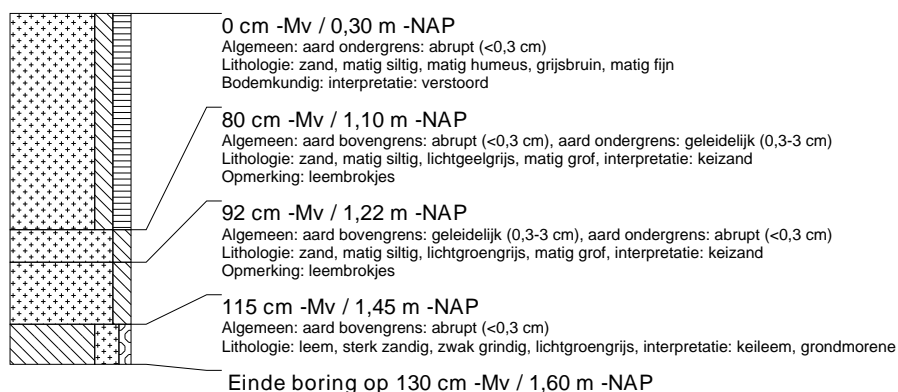 0 cm -Mv / 0,30 m -NAP
Algemeen: aard ondergrens: abrupt (<0,3 cm)
Lithologie: zand, matig siltig, matig humeus, grijsbruin, matig fijn
Bodemkundig: interpretatie: verstoord
80 cm -Mv / 1,10 m -NAP
Algemeen: aard bovengrens: abrupt (<0,3 cm), aard ondergrens: geleidelijk (0,3-3 cm)
Lithologie: zand, matig siltig, lichtgeelgrijs, matig grof, interpretatie: keizand
Opmerking: leembrokjes
92 cm -Mv / 1,22 m -NAP
Algemeen: aard bovengrens: geleidelijk (0,3-3 cm), aard ondergrens: abrupt (<0,3 cm)
Lithologie: zand, matig siltig, lichtgroengrijs, matig grof, interpretatie: keizand
Opmerking: leembrokjes
115 cm -Mv / 1,45 m -NAP
Algemeen: aard bovengrens: abrupt (<0,3 cm)
Lithologie: leem, sterk zandig, zwak grindig, lichtgroengrijs, interpretatie: keileem, grondmorene
Einde boring op 130 cm -Mv / 1,60 m -NAP